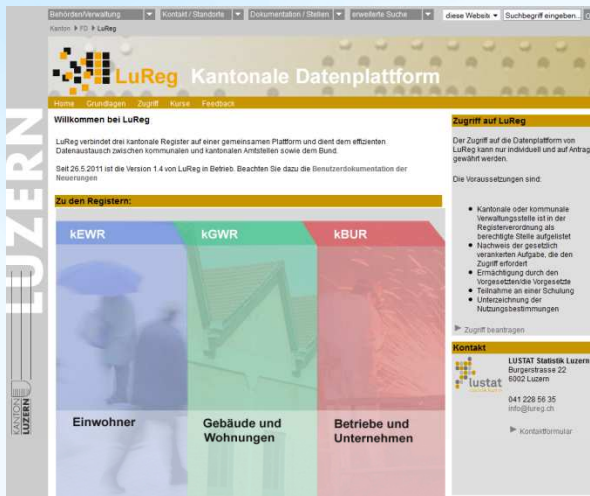 Behörden/Verwaltung Kontakt / Standorte Dokumentation / Stellen erweiterte Suche diese Website Suchbegriff eingeben...
Kanton FD LuReg
LuReg Kantonale Datenplattform
Home Grundlagen Zugriff Kurse Feedback
LUZERN
KANTON
LUZERN
Willkommen bei LuReg
LuReg verbindet drei kantonale Register auf einer gemeinsamen Plattform und dient dem effizienten
Datenaustausch zwischen kommunalen und kantonalen Amtstellen sowie dem Bund.
Seit 26.5.2011 ist die Version 1.4 von LuReg in Betrieb. Beachten Sie dazu die Benutzerdokumentation der
Neuerungen
Zu den Registern:
kEWR
kGWR
kBUR
Einwohner
Gebäude und
Wohnungen
Betriebe und
Unternehmen
Zugriff auf LuReg
Der Zugriff auf die Datenplattform von
LuReg kann nur individuell und auf Antrag
gewährt werden.
Die Voraussetzungen sind:
Kantonale oder kommunale
Verwaltungsstelle ist in der
Registerverordnung als
berechtigte Stelle aufgelistet
Nachweis der gesetzlich
verankerten Aufgabe, die den
Zugriff erfordert
Ermächtigung durch den
Vorgesetzten/die Vorgesetzte
Teilnahme an einer Schulung
Unterzeichnung der
Nutzungsbestimmungen
Zugriff beantragen
Kontakt
lustat
LUSTAT Statistik Luzern
Burgerstrasse 22
6002 Luzern
041 228 56 35
info@lureg.ch
Kontaktformular